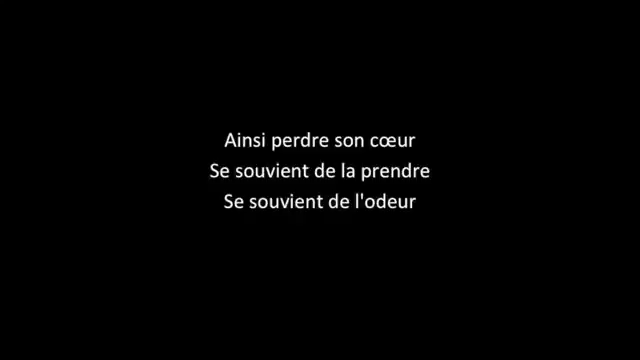 Ainsi perdre son cœur
Se souvient de la prendre
Se souvient de l'odeur